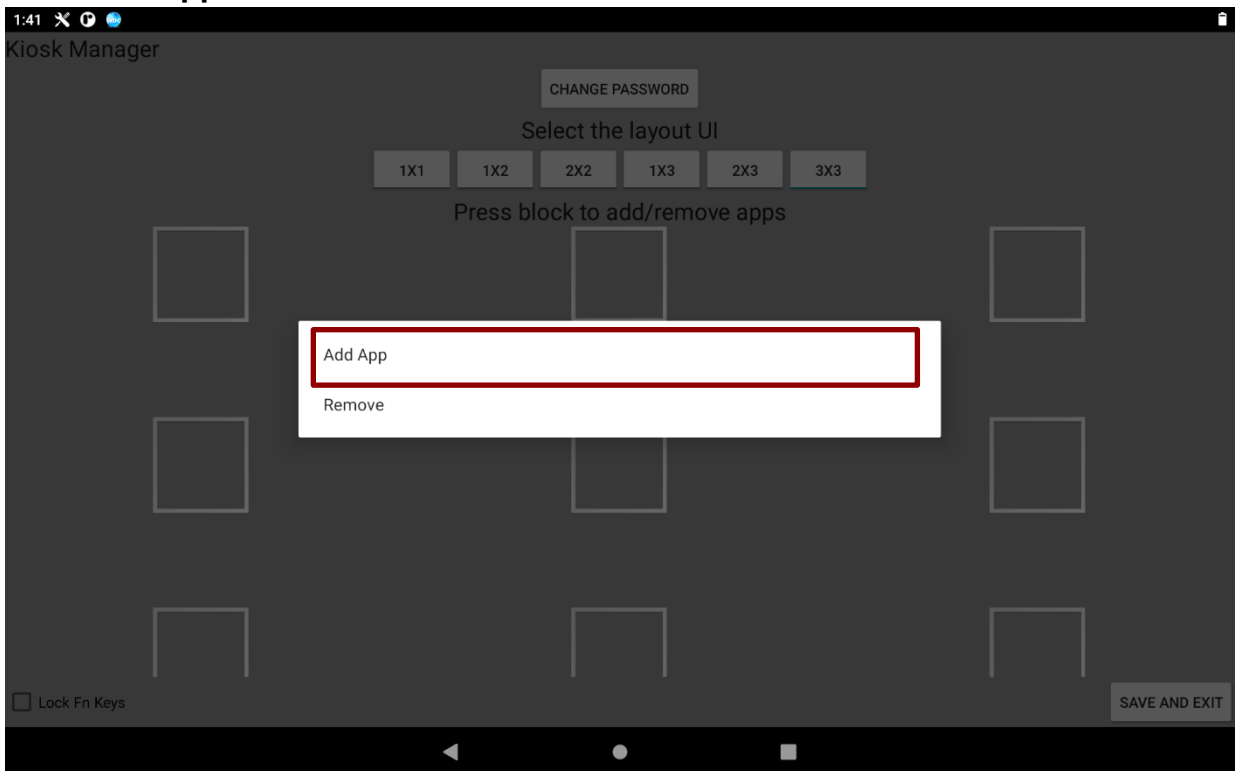 1:41
Kiosk Manager
CHANGE PASSWORD
Select the layout UI
1X1 1X2 2X2 1X3 2X3 3X3
Press block to add/remove apps
Add App
Remove
Lock Fn Keys
SAVE AND EXIT